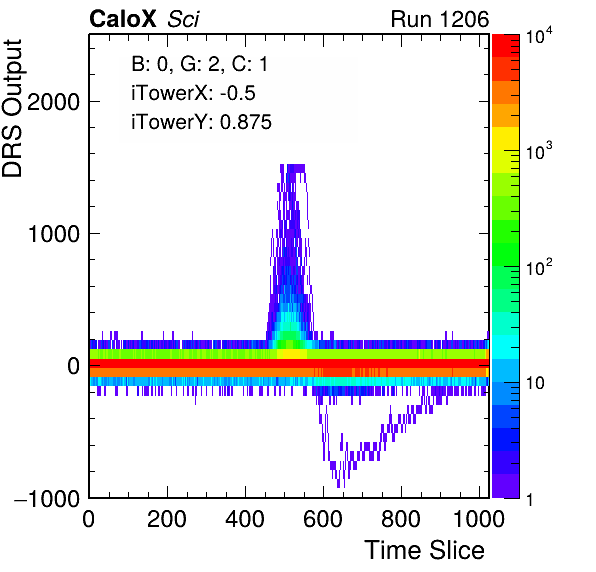 CaloX Sci Run 1206
B: 0, G: 2, C: 1
iTowerX: -0.5
iTowerY: 0.875
DRS Output
2000
1000
0
−1000
0 200 400 600 800 1000
Time Slice
10^4
10^3
10^2
10
1